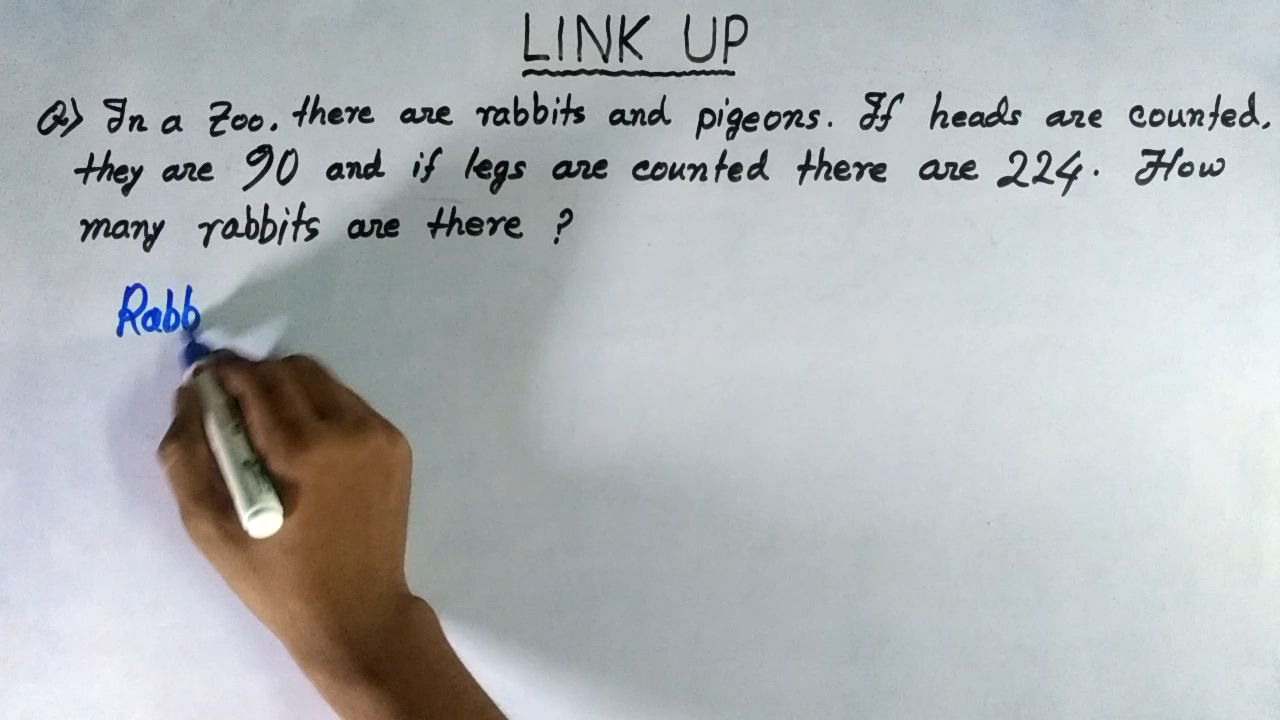 LINK UP
Q) In a Zoo, there are rabbits and pigeons. If heads are counted,
they are 90 and if legs are counted there are 224. How
many rabbits are there ?
Rabb